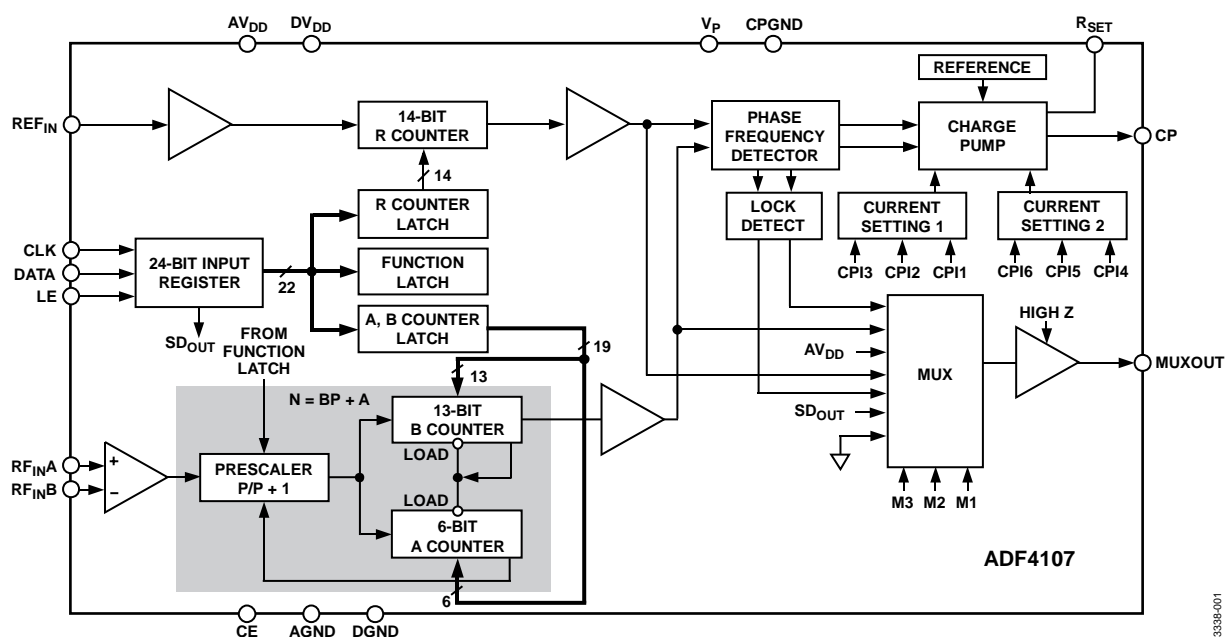 AVDD DVDD VP CPGND RSET
REFERENCE
REFIN
14-BIT
R COUNTER
PHASE
FREQUENCY
DETECTOR
CHARGE
PUMP
CP
14
R COUNTER
LATCH
LOCK
DETECT
CURRENT
SETTING 1
CURRENT
SETTING 2
CPI3 CPI2 CPI1 CPI6 CPI5 CPI4
CLK
DATA
LE
24-BIT INPUT
REGISTER
22
FUNCTION
LATCH
A, B COUNTER
LATCH
SDOUT
19
FROM
FUNCTION
LATCH
13
HIGH Z
AVDD
MUX
MUXOUT
SDOUT
N = BP + A
13-BIT
B COUNTER
LOAD
RFINA
RFINB
+
–
PRESCALER
P/P + 1
LOAD
6-BIT
A COUNTER
M3 M2 M1
6
ADF4107
CE AGND DGND
3338-001